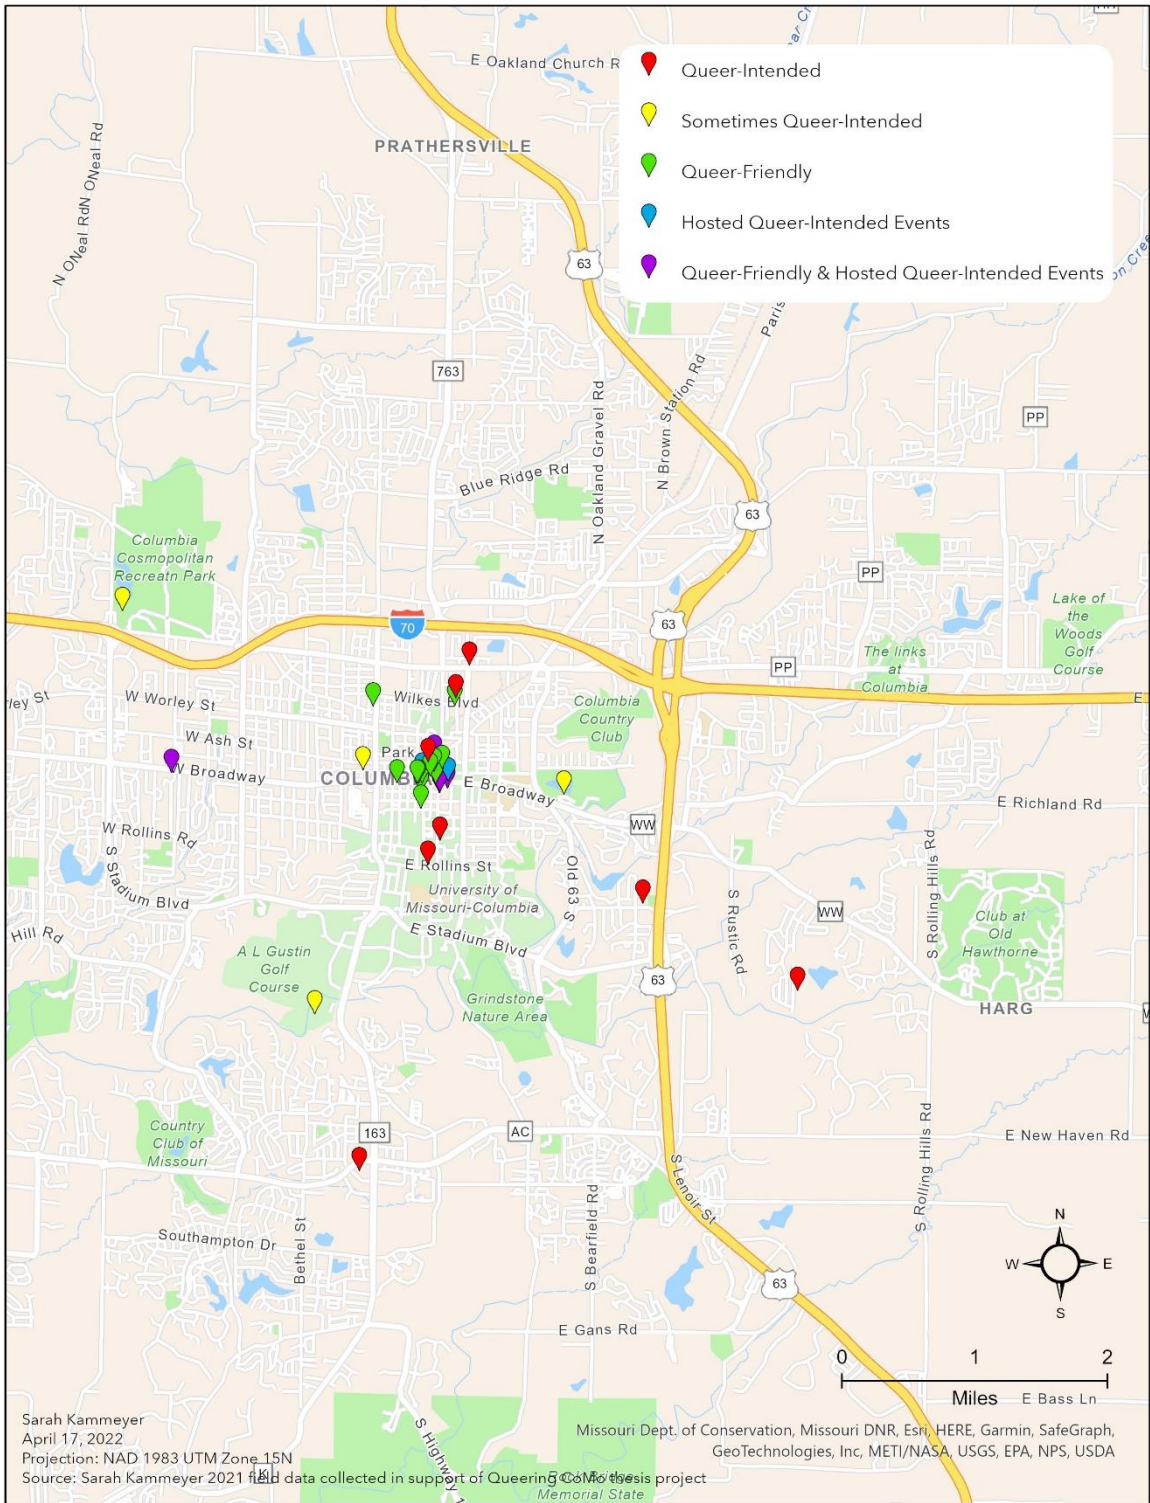 E Oakland Church R
Queer-Intended
Sometimes Queer-Intended
Queer-Friendly
Hosted Queer-Intended Events
Queer-Friendly & Hosted Queer-Intended Events
PRATHERSVILLE
N ONeal Rd
N ONeal Rd
63
Paris
763
N Oakland Gravel Rd
N Brown Station Rd
PP
Blue Ridge Rd
63
Columbia
Cosmopolitan
Recreatn Park
PP
Lake of
the
Woods
Golf
Course
70
63
The links
at
Columbia
PP
rley St
W Worley St
Wilkes Blvd
Columbia
Country
Club
E
W Ash St
Park
W Broadway
COLUMB
E Broadway
E Richland Rd
W Rollins Rd
WW
S Stadium Blvd
E Rollins St
Old 63 S
University of
Missouri-Columbia
S Rustic Rd
WW
S Rolling Hills Rd
Club at
Old
Hawthorne
Hill Rd
E Stadium Blvd
A L Gustin
Golf
Course
63
Grindstone
Nature Area
HARG
Country
Club of
Missouri
163
AC
E New Haven Rd
S Lenoir St
S Rolling Hills Rd
Southampton Dr
Bethel St
S Bearfield Rd
N
W E
S
63
E Gans Rd
0 1 2
Miles
E Bass Ln
S Highway 1
Sarah Kammeyer
April 17, 2022
Projection: NAD 1983 UTM Zone 15N
Source: Sarah Kammeyer 2021 field data collected in support of Queering CoMo thesis project
Missouri Dept. of Conservation, Missouri DNR, Esri, HERE, Garmin, SafeGraph,
GeoTechnologies, Inc, METI/NASA, USGS, EPA, NPS, USDA
K
Memorial State